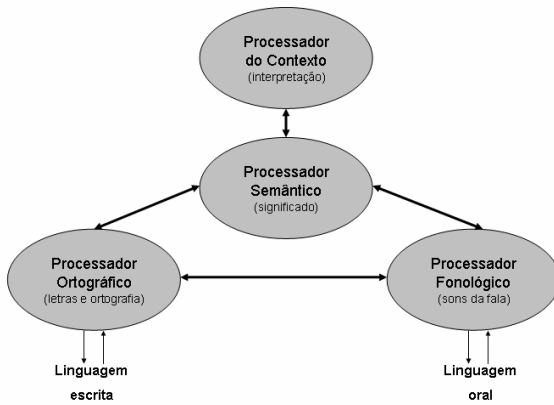 Processador
do Contexto
(interpretação)
Processador
Semântico
(significado)
Processador
Ortográfico
(letras e ortografia)
Processador
Fonológico
(sons da fala)
Linguagem
escrita
Linguagem
oral